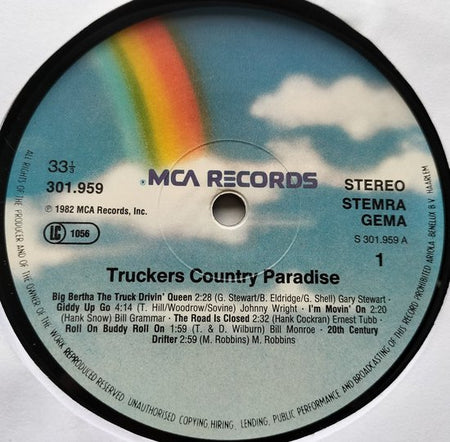 MCA RECORDS
33⅓
301.959
℗ 1982 MCA Records, Inc.
LC 1056
STEREO
STEMRA
GEMA
S 301.959 A
1
Truckers Country Paradise
Big Bertha The Truck Drivin' Queen 2:28 (G. Stewart/B. Eldridge/G. Shell) Gary Stewart ·
Giddy Up Go 4:14 (T. Hill/Woodrow/Sovine) Johnny Wright · I'm Movin' On 2:20
(Hank Snow) Bill Grammar · The Road Is Closed 2:32 (Hank Cockran) Ernest Tubb ·
Roll On Buddy Roll On 1:59 (T. & D. Wilburn) Bill Monroe · 20th Century
Drifter 2:59 (M. Robbins) M. Robbins
ALL RIGHTS OF THE PRODUCER AND OF THE OWNER OF THE WORK REPRODUCED RESERVED. UNAUTHORISED COPYING HIRING, LENDING, PUBLIC PERFORMANCE AND BROADCASTING OF THIS RECORD PROHIBITED ARIOLA-BENELUX B.V. HAARLEM